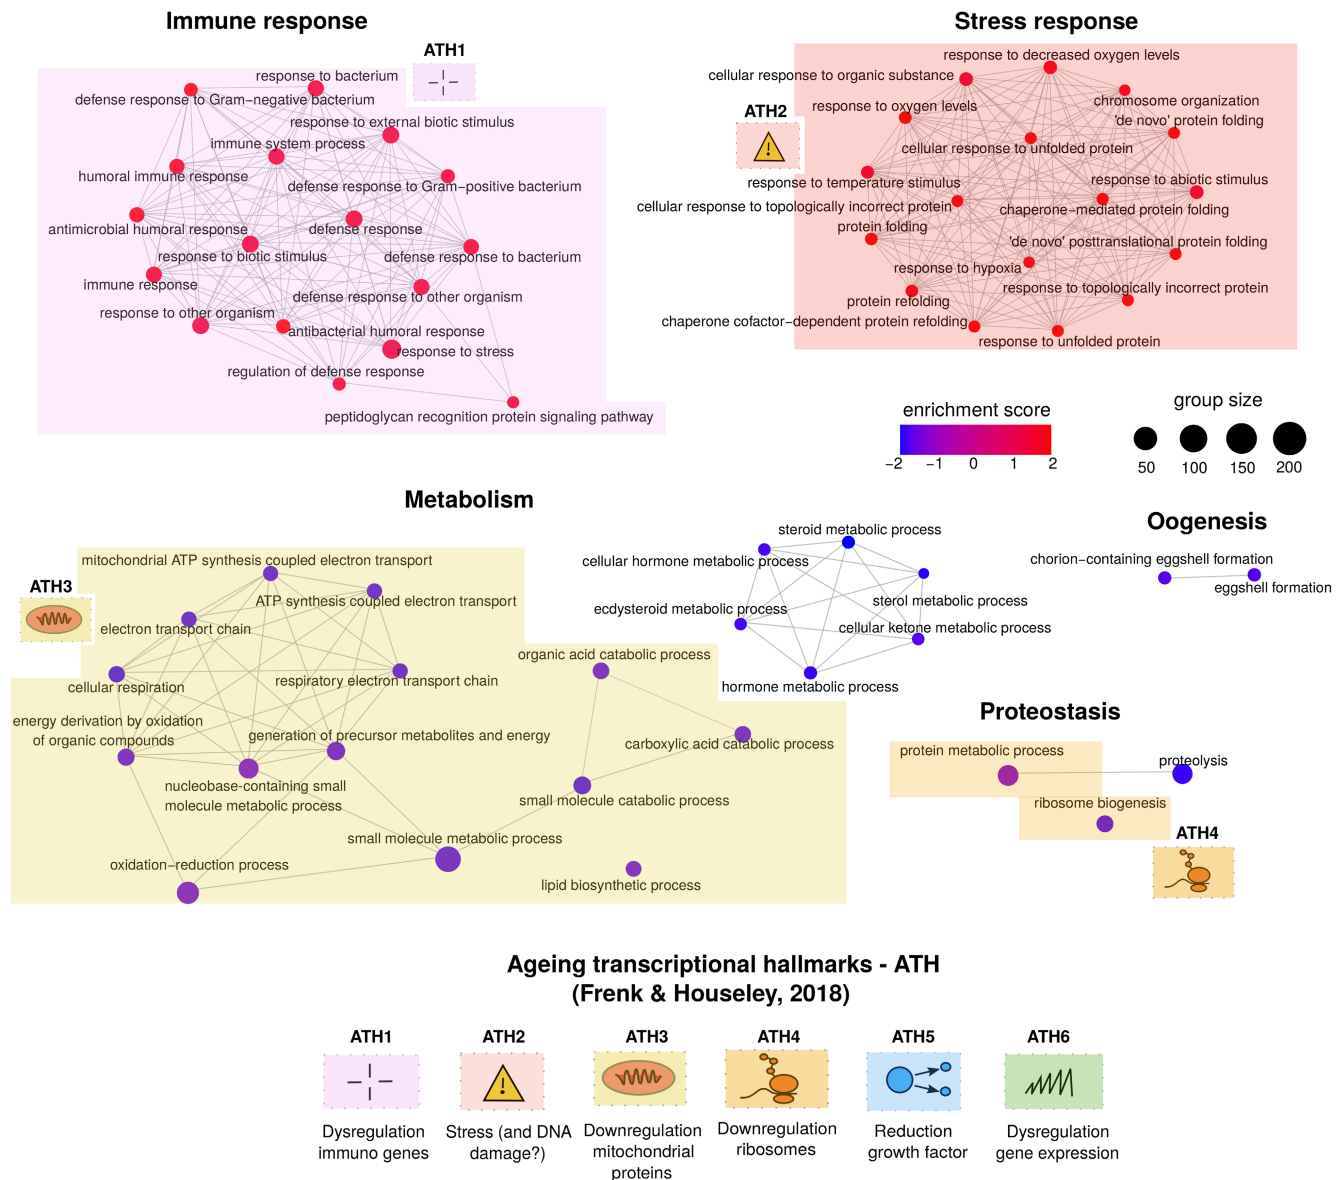 Immune response
ATH1
response to bacterium
defense response to Gram−negative bacterium
response to external biotic stimulus
immune system process
humoral immune response
defense response to Gram−positive bacterium
antimicrobial humoral response
defense response
response to biotic stimulus
defense response to bacterium
immune response
defense response to other organism
response to other organism
antibacterial humoral response
response to stress
regulation of defense response
peptidoglycan recognition protein signaling pathway
Stress response
ATH2
response to decreased oxygen levels
cellular response to organic substance
chromosome organization
response to oxygen levels
'de novo' protein folding
cellular response to unfolded protein
response to temperature stimulus
response to abiotic stimulus
cellular response to topologically incorrect protein
chaperone−mediated protein folding
protein folding
'de novo' posttranslational protein folding
response to hypoxia
response to topologically incorrect protein
protein refolding
chaperone cofactor−dependent protein refolding
response to unfolded protein
enrichment score
−2 −1 0 1 2
group size
50 100 150 200
Metabolism
ATH3
mitochondrial ATP synthesis coupled electron transport
ATP synthesis coupled electron transport
electron transport chain
cellular respiration
respiratory electron transport chain
energy derivation by oxidation
of organic compounds
generation of precursor metabolites and energy
nucleobase−containing small
molecule metabolic process
organic acid catabolic process
carboxylic acid catabolic process
small molecule catabolic process
small molecule metabolic process
oxidation−reduction process
lipid biosynthetic process
steroid metabolic process
cellular hormone metabolic process
sterol metabolic process
ecdysteroid metabolic process
cellular ketone metabolic process
hormone metabolic process
Oogenesis
chorion−containing eggshell formation
eggshell formation
Proteostasis
protein metabolic process
proteolysis
ribosome biogenesis
ATH4
Ageing transcriptional hallmarks - ATH
(Frenk & Houseley, 2018)
ATH1
Dysregulation
immuno genes
ATH2
Stress (and DNA
damage?)
ATH3
Downregulation
mitochondrial
proteins
ATH4
Downregulation
ribosomes
ATH5
Reduction
growth factor
ATH6
Dysregulation
gene expression